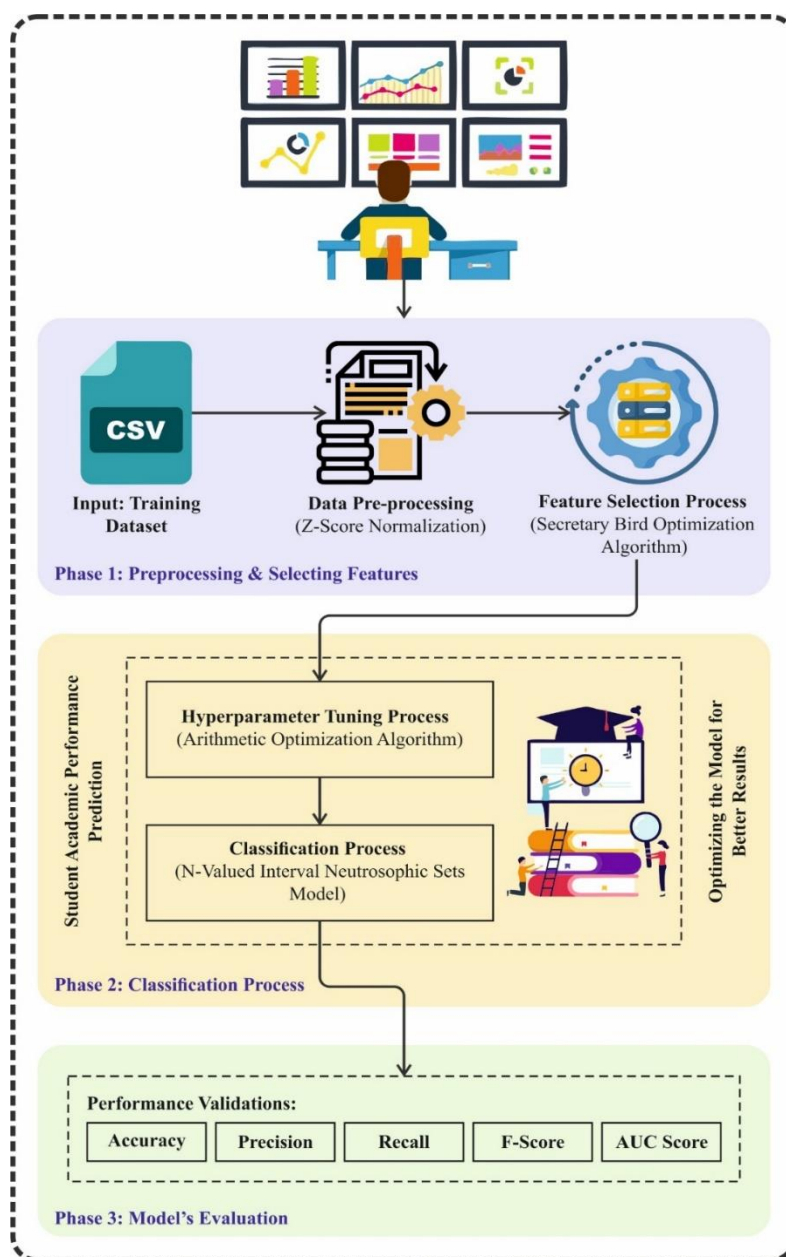 CSV
Input: Training
Dataset
Data Pre-processing
(Z-Score Normalization)
Feature Selection Process
(Secretary Bird Optimization
Algorithm)
Phase 1: Preprocessing & Selecting Features
Student Academic Performance
Prediction
Hyperparameter Tuning Process
(Arithmetic Optimization Algorithm)
Classification Process
(N-Valued Interval Neutrosophic Sets
Model)
Optimizing the Model for
Better Results
Phase 2: Classification Process
Performance Validations:
Accuracy
Precision
Recall
F-Score
AUC Score
Phase 3: Model's Evaluation